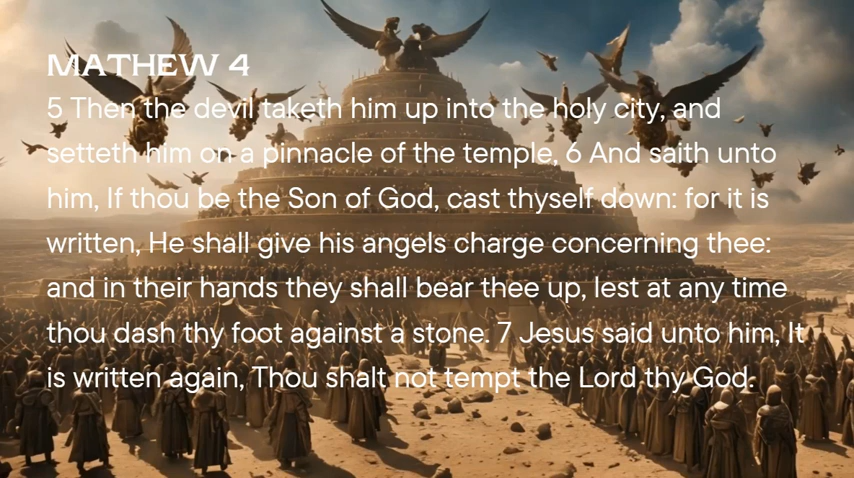 MATHEW 4
5 Then the devil taketh him up into the holy city, and
setteth him on a pinnacle of the temple, 6 And saith unto
him, If thou be the Son of God, cast thyself down: for it is
written, He shall give his angels charge concerning thee:
and in their hands they shall bear thee up, lest at any time
thou dash thy foot against a stone. 7 Jesus said unto him, It
is written again, Thou shalt not tempt the Lord thy God.